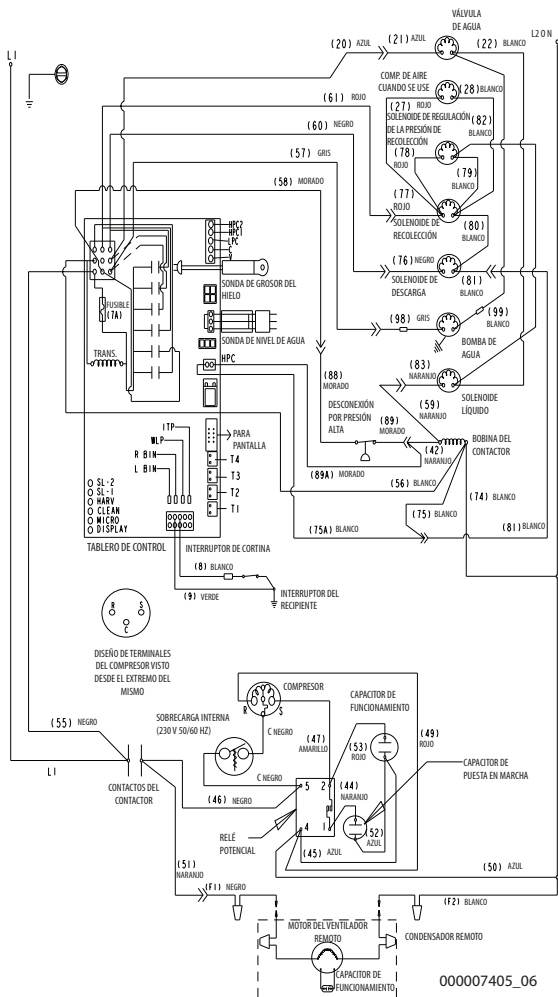 VÁLVULA
DE AGUA
L1
L2 O N
(20) AZUL
(21) AZUL
(22) BLANCO
COMP. DE AIRE
CUANDO SE USE
(28) BLANCO
(61) ROJO
(27) ROJO
SOLENOIDE DE REGULACIÓN
DE LA PRESIÓN DE
RECOLECCIÓN
(82)
BLANCO
(60) NEGRO
(57) GRIS
(78)
ROJO
(79)
BLANCO
(58) MORADO
(77)
ROJO
SOLENOIDE DE
RECOLECCIÓN
(80)
BLANCO
HPC2
HPC1
LPC
C
V
SONDA DE GROSOR DEL
HIELO
(76) NEGRO
SOLENOIDE DE
DESCARGA
(81)
BLANCO
FUSIBLE
(7A)
SONDA DE NIVEL DE AGUA
(98) GRIS
(99)
BLANCO
BOMBA DE
AGUA
TRANS.
HPC
(83)
NARANJO
SOLENOIDE
LÍQUIDO
(88)
MORADO
(59)
NARANJO
DESCONEXIÓN
POR PRESIÓN
ALTA
(89)
MORADO
(42)
NARANJO
BOBINA DEL
CONTACTOR
ITP
WLP
R BIN
L BIN
PARA
PANTALLA
T4
T3
T2
T1
(89A) MORADO
(56) BLANCO
(74) BLANCO
SL-2
SL-1
HARV
CLEAN
MICRO
DISPLAY
(75A) BLANCO
(75) BLANCO
(81) BLANCO
TABLERO DE CONTROL
INTERRUPTOR DE CORTINA
(8) BLANCO
(9) VERDE
INTERRUPTOR DEL
RECIPIENTE
R S
C
DISEÑO DE TERMINALES
DEL COMPRESOR VISTO
DESDE EL EXTREMO DEL
MISMO
COMPRESOR
R S
CAPACITOR DE
FUNCIONAMIENTO
(55) NEGRO
SOBRECARGA INTERNA
(230 V 50/60 HZ)
C NEGRO
(47)
AMARILLO
(53)
ROJO
(49)
ROJO
L1
C NEGRO
CAPACITOR DE
PUESTA EN MARCHA
CONTACTOS DEL
CONTACTOR
(46) NEGRO
5 2
4 1
(44)
NARANJO
(52)
AZUL
RELÉ
POTENCIAL
(45) AZUL
(51)
NARANJO
(50) AZUL
(F1) NEGRO
(F2) BLANCO
MOTOR DEL VENTILADOR
REMOTO
CONDENSADOR REMOTO
CAPACITOR DE
FUNCIONAMIENTO
000007405_06